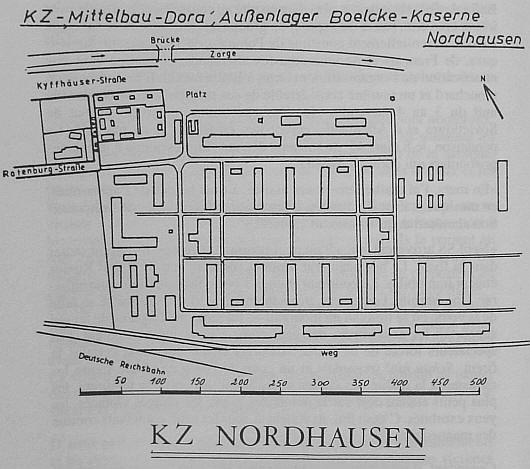 KZ „Mittelbau-Dora", Außenlager Boelcke-Kaserne
Nordhausen
Brücke
Zorge
Kyffhäuser-Straße
Platz
N
Rotenburg-Straße
Weg
Deutsche Reichsbahn
50 100 150 200 250 300 350 400 450 500
KZ NORDHAUSEN